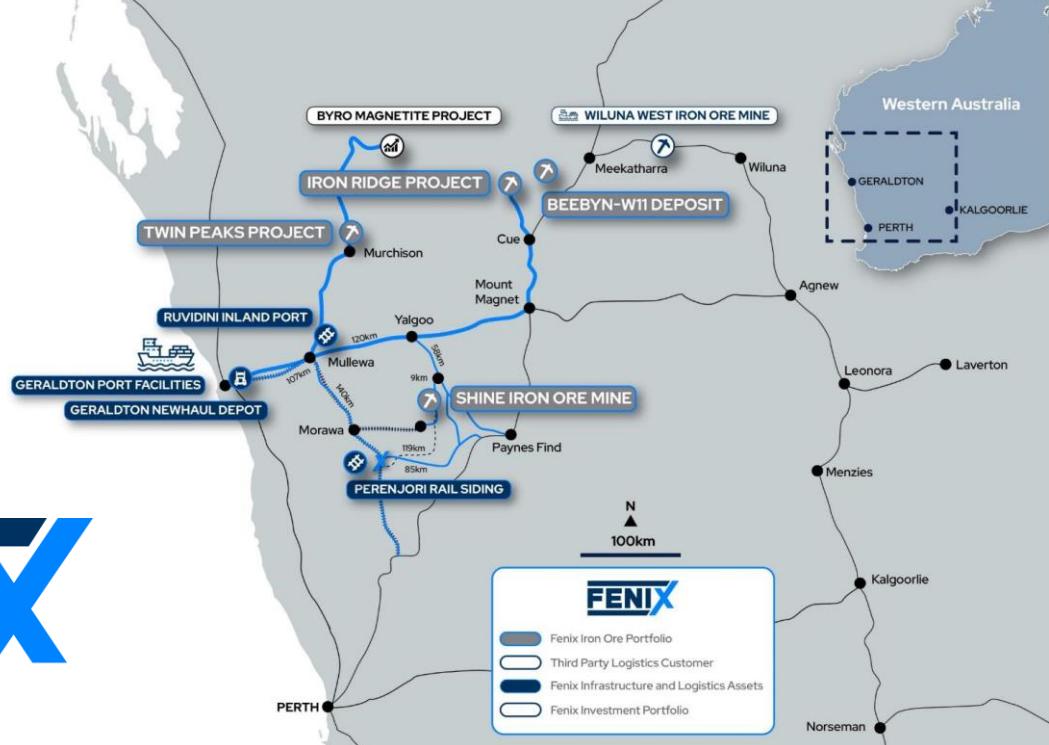 BYRO MAGNETITE PROJECT
WILUNA WEST IRON ORE MINE
Western Australia
Meekatharra
Wiluna
IRON RIDGE PROJECT
GERALDTON
BEEBYN-W11 DEPOSIT
KALGOORLIE
TWIN PEAKS PROJECT
PERTH
Cue
Murchison
Mount
Magnet
Agnew
RUVIDINI INLAND PORT
Yalgoo
120km
Mullewa
58km
Laverton
107km
9km
Leonora
GERALDTON PORT FACILITIES
140km
SHINE IRON ORE MINE
GERALDTON NEWHAUL DEPOT
Morawa
119km
Paynes Find
85km
Menzies
PERENJORI RAIL SIDING
N
100km
Kalgoorlie
FENIX
Fenix Iron Ore Portfolio
Third Party Logistics Customer
Fenix Infrastructure and Logistics Assets
Fenix Investment Portfolio
PERTH
Norseman